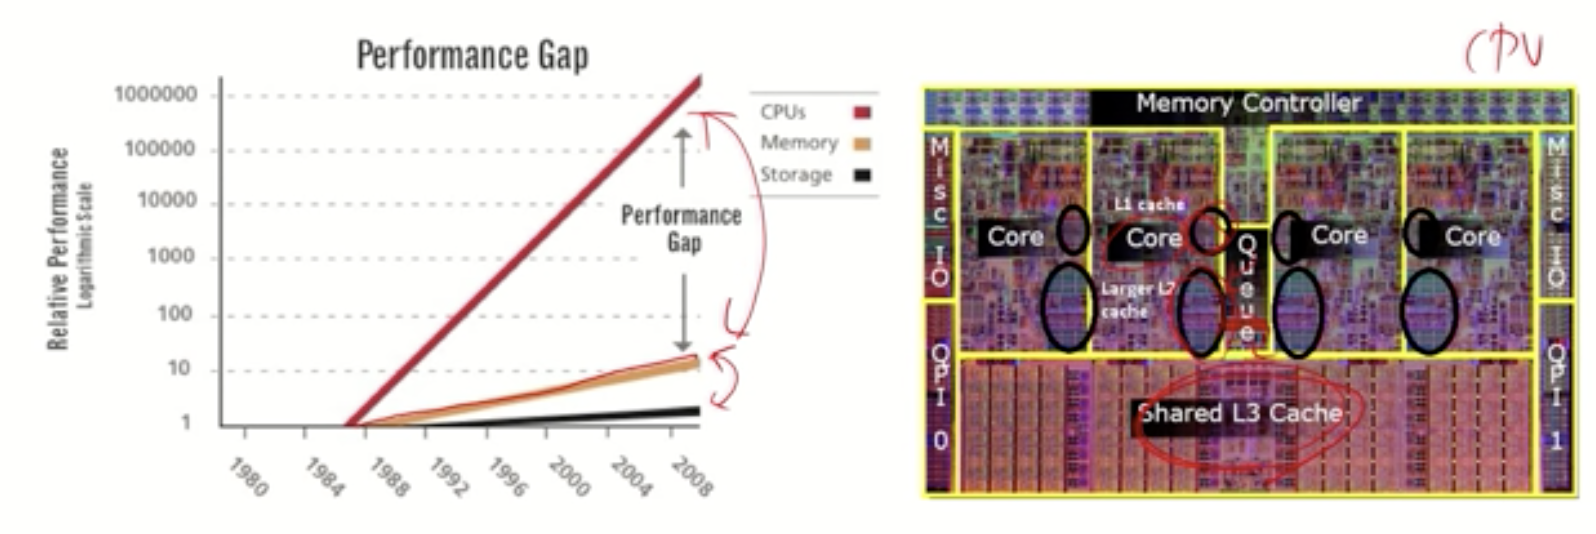 Performance Gap
Relative Performance
Logarithmic Scale
1000000
100000
10000
1000
100
10
1
1980
1984
1988
1992
1996
2000
2004
2008
CPUs
Memory
Storage
Performance
Gap
CPU
Memory Controller
Misc IO
QPI 0
Core
L1 cache
Core
Larger L2
cache
Queue
Core
Core
Misc IO
QPI 1
Shared L3 Cache